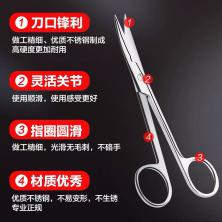 1 刀口锋利
做工精细、优质不锈钢制成
高硬度更加耐用
2 灵活关节
使用顺滑，使用感受更好
3 指圈圆滑
做工精细，光滑无毛刺，不硌手
4 材质优秀
优质不锈钢，不易变形，不生锈
专业正规
1
2
3
4